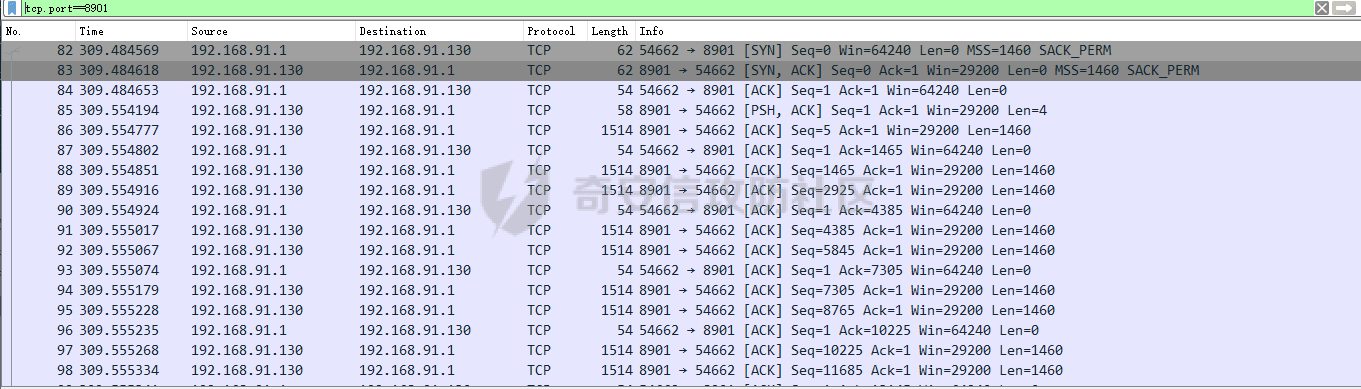 tcp.port==8901
No. Time Source Destination Protocol Length Info
82 309.484569 192.168.91.1 192.168.91.130 TCP 62 54662 → 8901 [SYN] Seq=0 Win=64240 Len=0 MSS=1460 SACK_PERM
83 309.484618 192.168.91.130 192.168.91.1 TCP 62 8901 → 54662 [SYN, ACK] Seq=0 Ack=1 Win=29200 Len=0 MSS=1460 SACK_PERM
84 309.484653 192.168.91.1 192.168.91.130 TCP 54 54662 → 8901 [ACK] Seq=1 Ack=1 Win=64240 Len=0
85 309.554194 192.168.91.130 192.168.91.1 TCP 58 8901 → 54662 [PSH, ACK] Seq=1 Ack=1 Win=29200 Len=4
86 309.554777 192.168.91.130 192.168.91.1 TCP 1514 8901 → 54662 [ACK] Seq=5 Ack=1 Win=29200 Len=1460
87 309.554802 192.168.91.1 192.168.91.130 TCP 54 54662 → 8901 [ACK] Seq=1 Ack=1465 Win=64240 Len=0
88 309.554851 192.168.91.130 192.168.91.1 TCP 1514 8901 → 54662 [ACK] Seq=1465 Ack=1 Win=29200 Len=1460
89 309.554916 192.168.91.130 192.168.91.1 TCP 1514 8901 → 54662 [ACK] Seq=2925 Ack=1 Win=29200 Len=1460
奇安信攻防社区
90 309.554924 192.168.91.1 192.168.91.130 TCP 54 54662 → 8901 [ACK] Seq=1 Ack=4385 Win=64240 Len=0
91 309.555017 192.168.91.130 192.168.91.1 TCP 1514 8901 → 54662 [ACK] Seq=4385 Ack=1 Win=29200 Len=1460
92 309.555067 192.168.91.130 192.168.91.1 TCP 1514 8901 → 54662 [ACK] Seq=5845 Ack=1 Win=29200 Len=1460
93 309.555074 192.168.91.1 192.168.91.130 TCP 54 54662 → 8901 [ACK] Seq=1 Ack=7305 Win=64240 Len=0
94 309.555179 192.168.91.130 192.168.91.1 TCP 1514 8901 → 54662 [ACK] Seq=7305 Ack=1 Win=29200 Len=1460
95 309.555228 192.168.91.130 192.168.91.1 TCP 1514 8901 → 54662 [ACK] Seq=8765 Ack=1 Win=29200 Len=1460
96 309.555235 192.168.91.1 192.168.91.130 TCP 54 54662 → 8901 [ACK] Seq=1 Ack=10225 Win=64240 Len=0
97 309.555268 192.168.91.130 192.168.91.1 TCP 1514 8901 → 54662 [ACK] Seq=10225 Ack=1 Win=29200 Len=1460
98 309.555334 192.168.91.130 192.168.91.1 TCP 1514 8901 → 54662 [ACK] Seq=11685 Ack=1 Win=29200 Len=1460